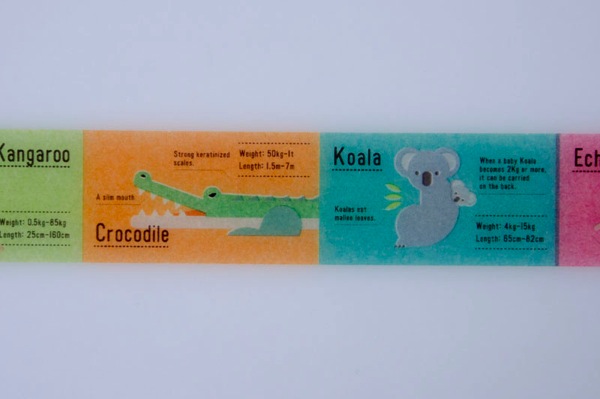 Kangaroo
Weight: 0.5kg-85kg
Length: 25cm-160cm
Strong keratinized
scales.
Weight: 50kg-1t
Length: 1.5m-7m
A slim mouth
Crocodile
Koala
Koalas eat
mallee leaves.
When a baby Koala
becomes 2Kg or more,
it can be carried
on the back.
Weight: 4kg-15kg
Length: 65cm-82cm
Ech